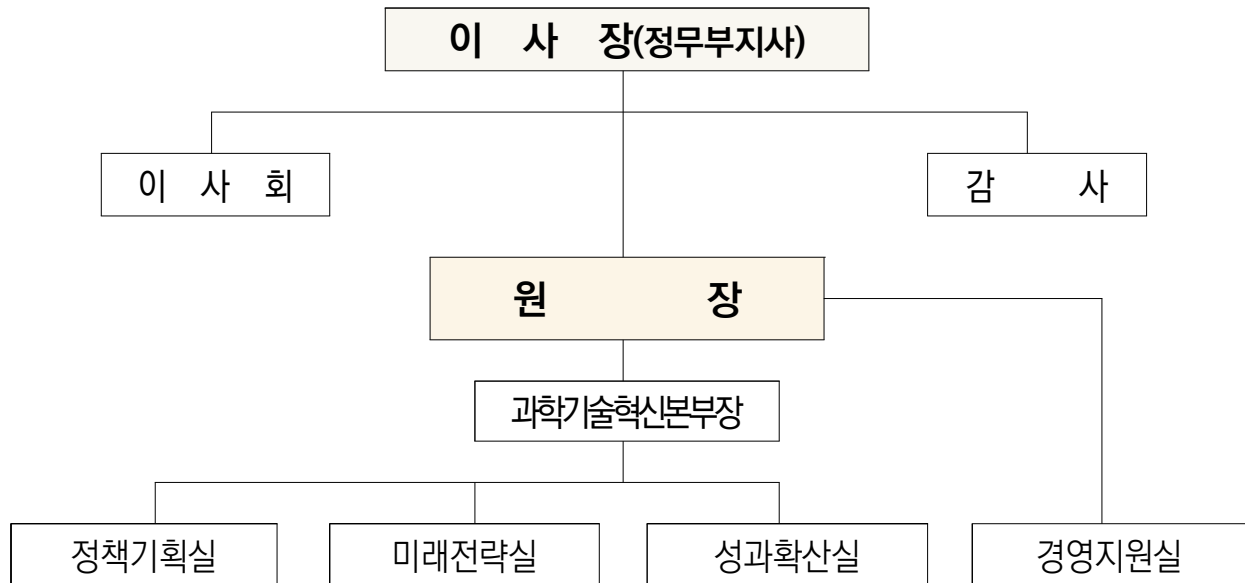 이 사 장(정무부지사)
이 사 회
감 사
원 장
과학기술혁신본부장
정책기획실
미래전략실
성과확산실
경영지원실